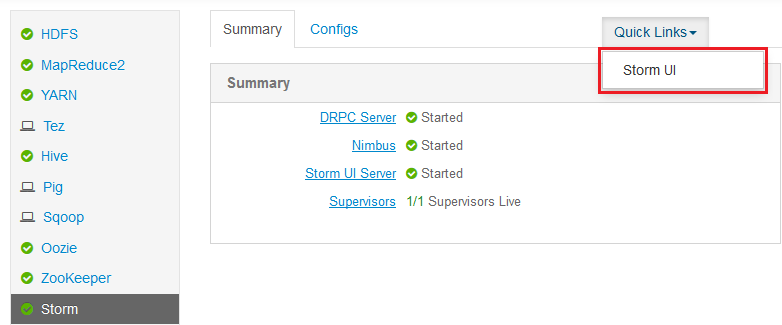 HDFS
MapReduce2
YARN
Tez
Hive
Pig
Sqoop
Oozie
ZooKeeper
Storm
Summary Configs Quick Links
Storm UI
Summary
DRPC Server Started
Nimbus Started
Storm UI Server Started
Supervisors 1/1 Supervisors Live